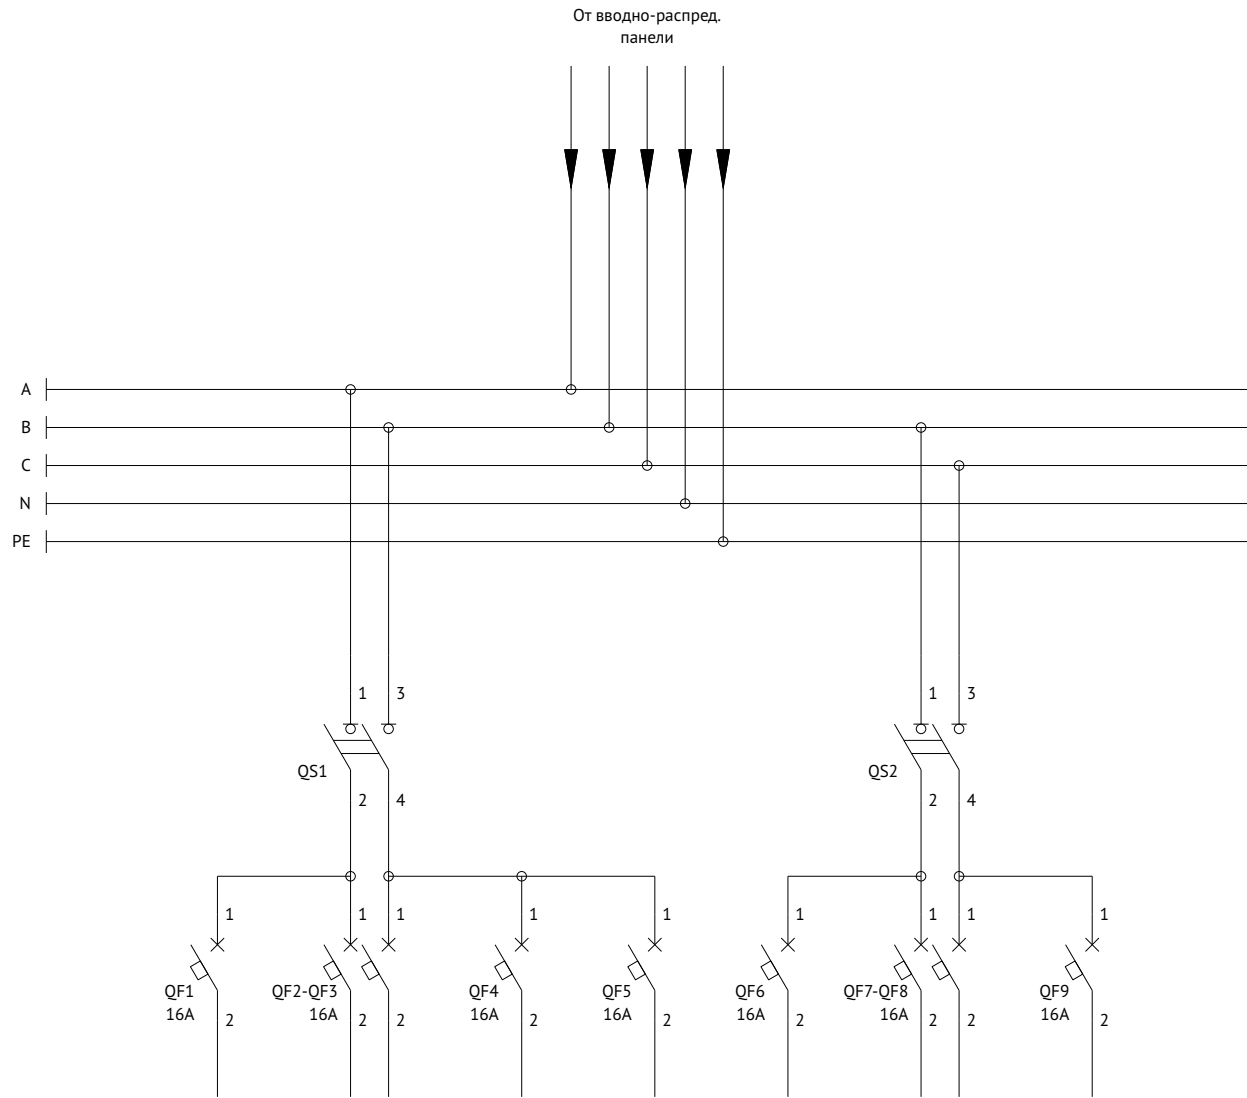 От вводно-распред.
панели
A
B
C
N
PE
1 3 1 3
QS1 QS2
2 4 2 4
1 1 1 1 1 1 1 1 1
QF1 QF2-QF3 QF4 QF5 QF6 QF7-QF8 QF9
16A 16A 16A 16A 16A 16A 16A
2 2 2 2 2 2 2 2 2